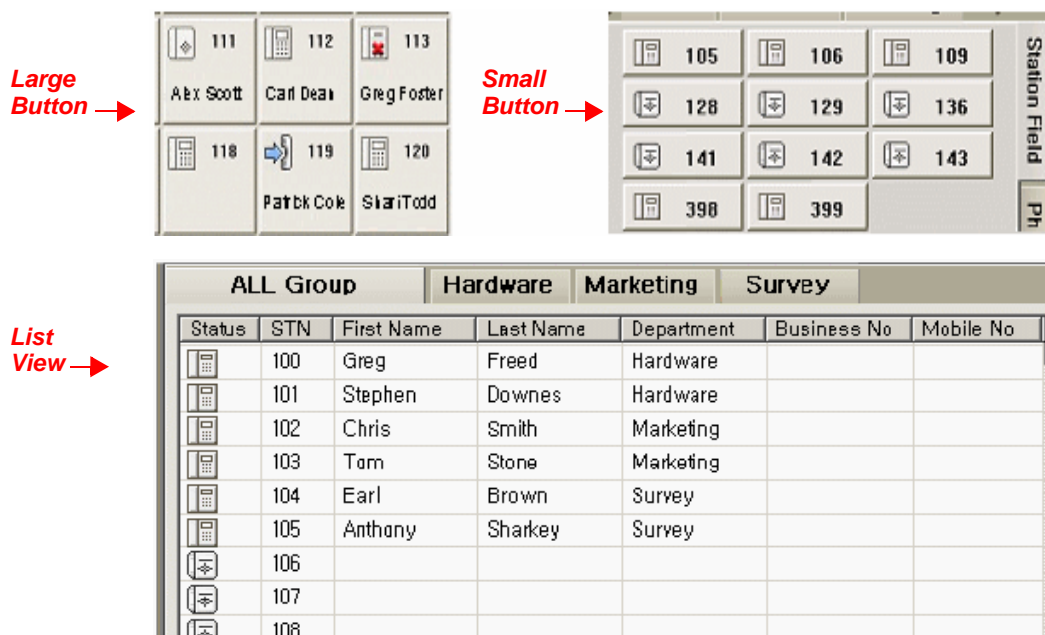 Large
Button
111 112 113
Alex Scott Carl Dean Greg Foster
118 119 120
Patrick Cole Shari Todd
Small
Button
105 106 109
128 129 136
141 142 143
398 399
Station Field
Ph
List
View
ALL Group Hardware Marketing Survey
Status STN First Name Last Name Department Business No Mobile No
100 Greg Freed Hardware
101 Stephen Downes Hardware
102 Chris Smith Marketing
103 Tom Stone Marketing
104 Earl Brown Survey
105 Anthony Sharkey Survey
106
107
108